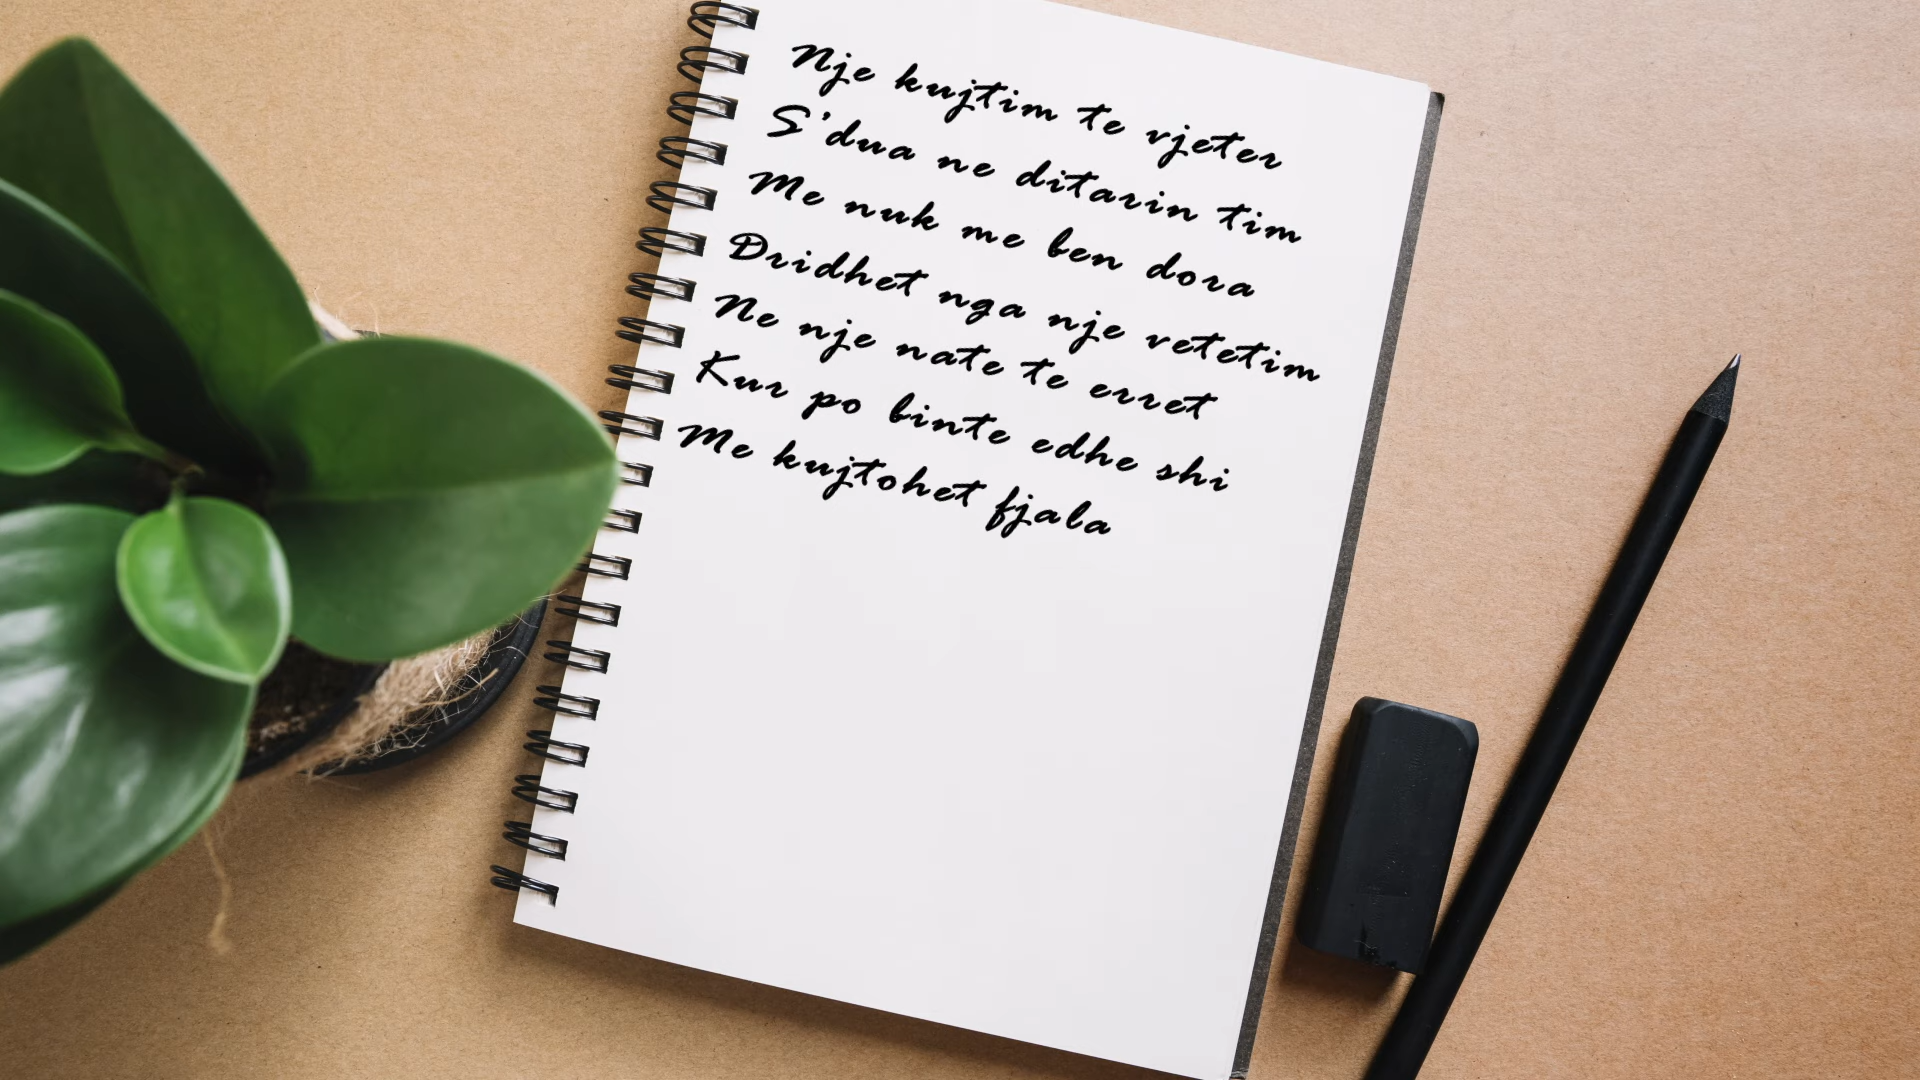 Nje kujtim te vjeter
S'dua ne ditarin tim
Me nuk me ben dora
Dridhet nga nje vetetim
Ne nje nate te erret
Kur po binte edhe shi
Me kujtohet fjala